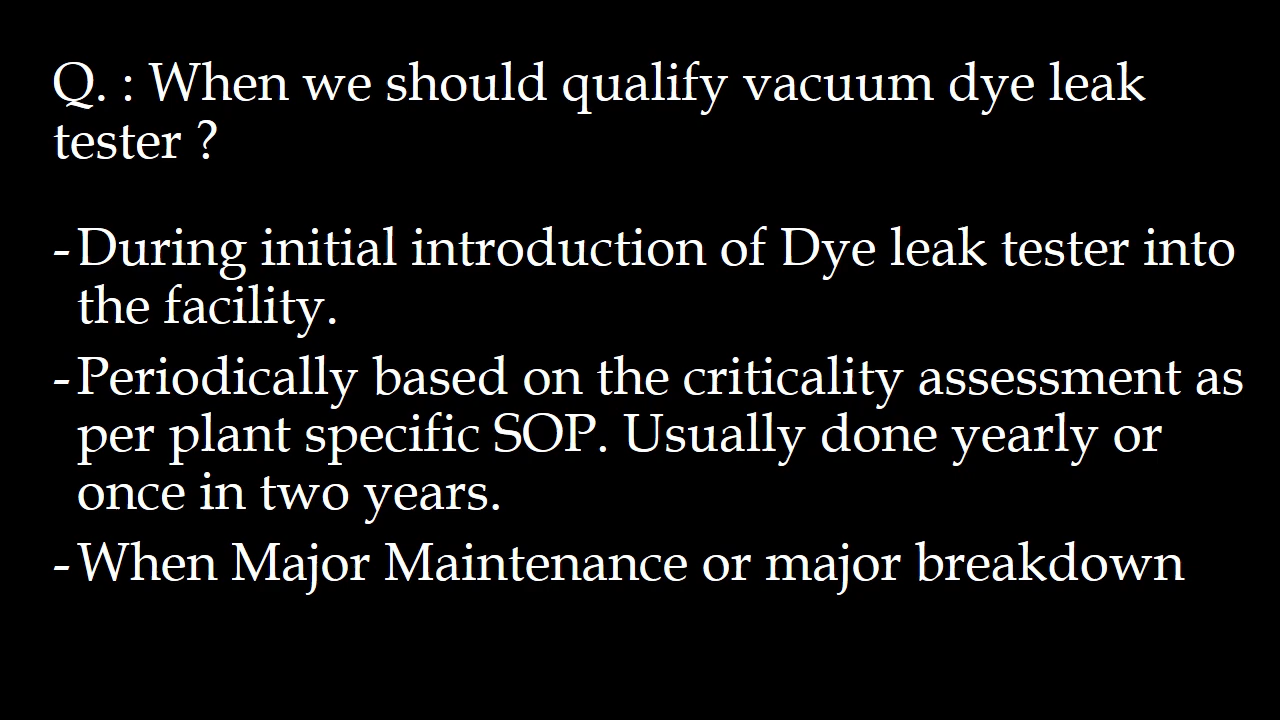 Q. : When we should qualify vacuum dye leak
tester ?
- During initial introduction of Dye leak tester into
the facility.
- Periodically based on the criticality assessment as
per plant specific SOP. Usually done yearly or
once in two years.
- When Major Maintenance or major breakdown